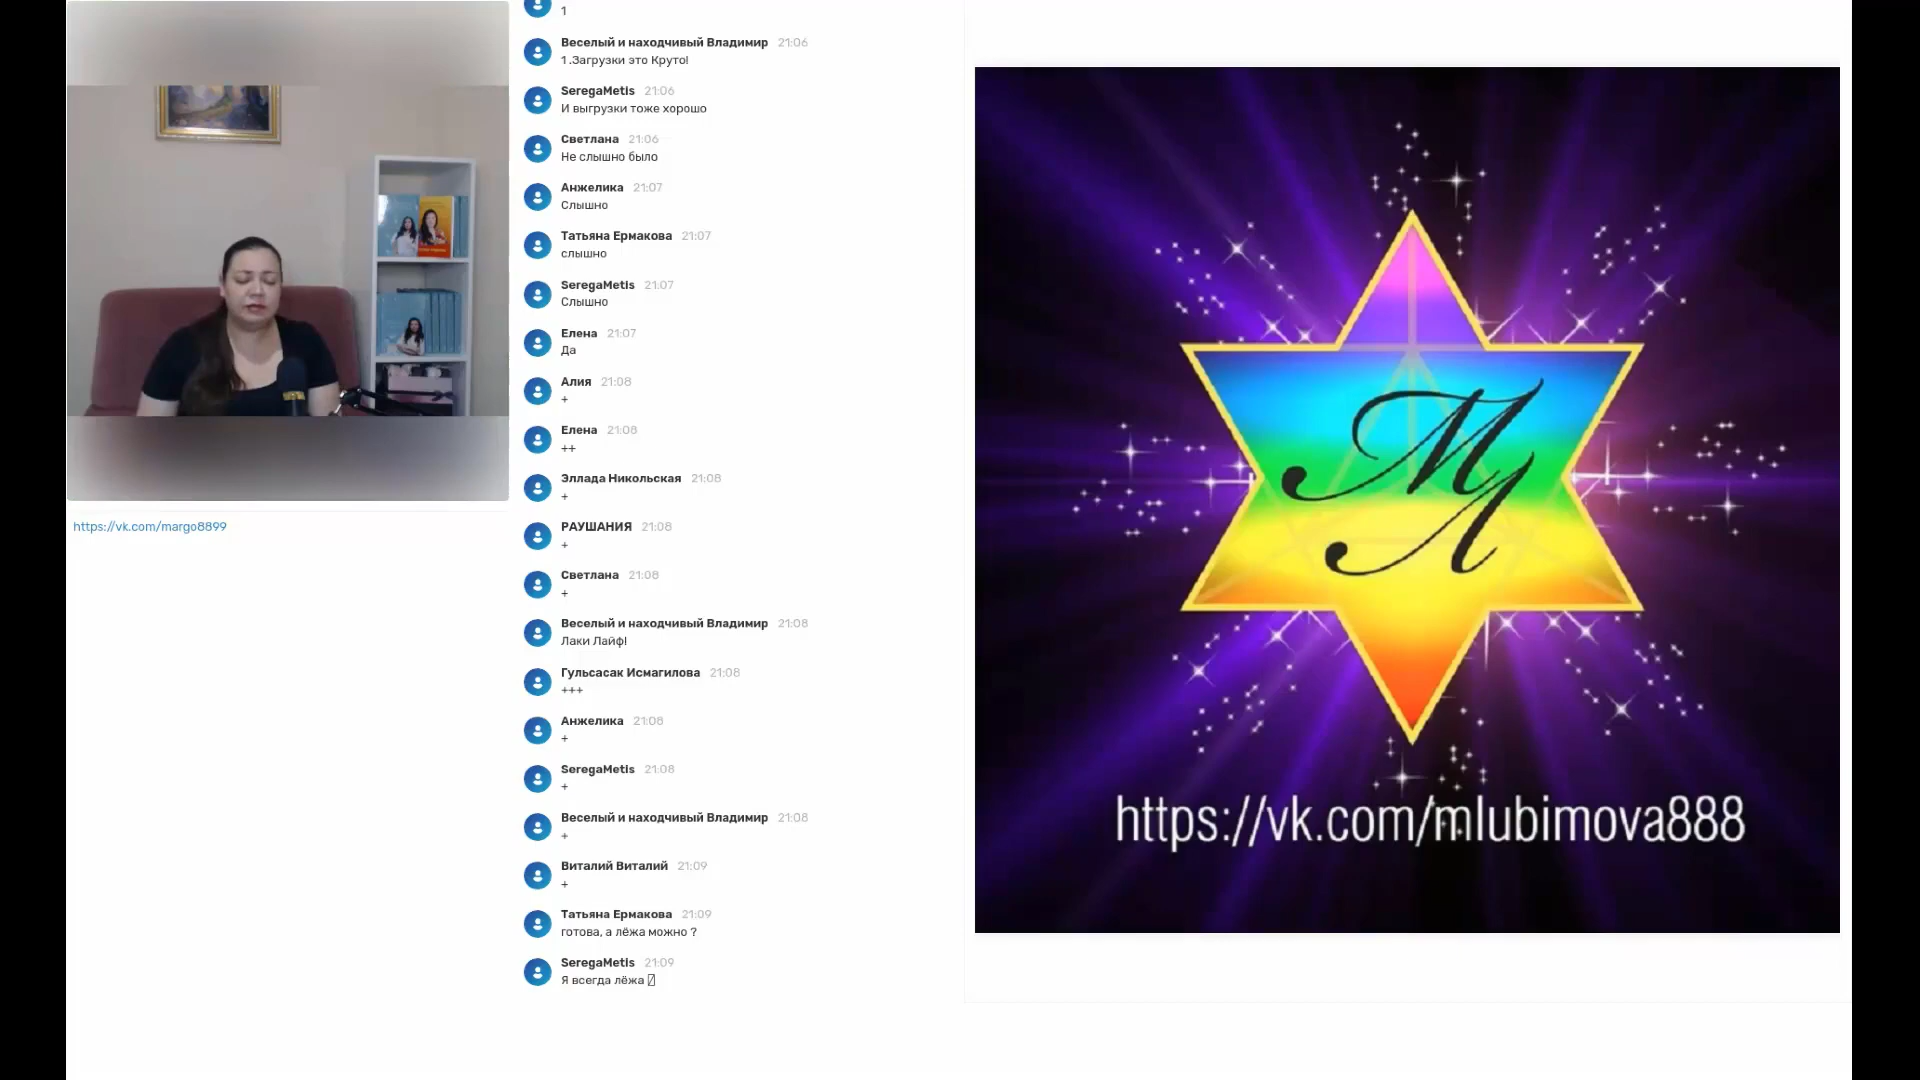 https://vk.com/margo8899
1
Веселый и находчивый Владимир 21:06
1.Загрузки это Круто!
SeregaMetis 21:06
И выгрузки тоже хорошо
Светлана 21:06
Не слышно было
Анжелика 21:07
Слышно
Татьяна Ермакова 21:07
слышно
SeregaMetis 21:07
Слышно
Елена 21:07
Да
Алия 21:08
+
Елена 21:08
++
Эллада Никольская 21:08
+
РАУШАНИЯ 21:08
+
Светлана 21:08
+
Веселый и находчивый Владимир 21:08
Лаки Лайф!
Гульсасак Исмагилова 21:08
+++
Анжелика 21:08
+
SeregaMetis 21:08
+
Веселый и находчивый Владимир 21:08
+
Виталий Виталий 21:09
+
Татьяна Ермакова 21:09
готова, а лёжа можно ?
SeregaMetis 21:09
Я всегда лёжа
МЛ
https://vk.com/mlubimova888